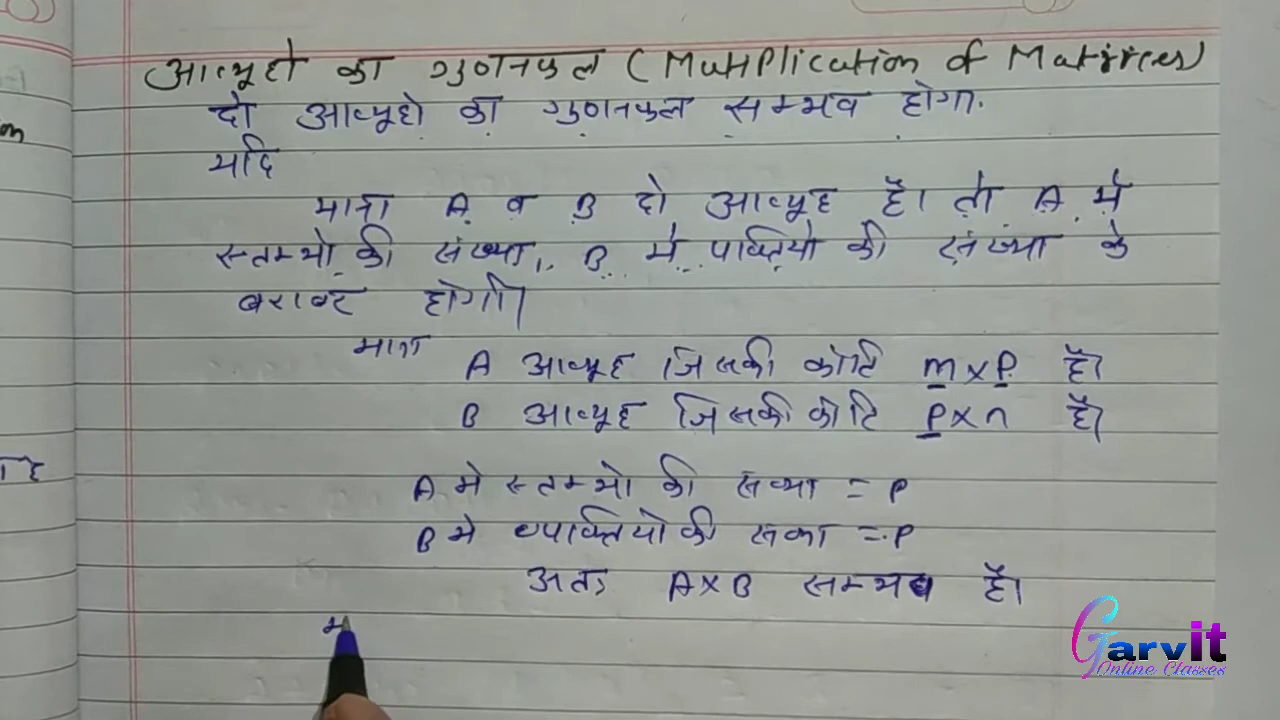 आव्यूहो का गुणनफल (Multiplication of Matrices)
दो आव्यूहो का गुणनफल सम्भव होगा.
यदि
माना A व B दो आव्यूह है। तो A मे
स्तम्भो की संख्या, B मे पंक्तियो की संख्या के
बराबर होगी।
माना A आव्यूह जिसकी कोटि m×p है।
B आव्यूह जिसकी कोटि p×n है।
A मे स्तम्भो की संख्या = p
B मे पंक्तियो की = p
अतः A×B सम्भव है।
Garvit
Online Classes